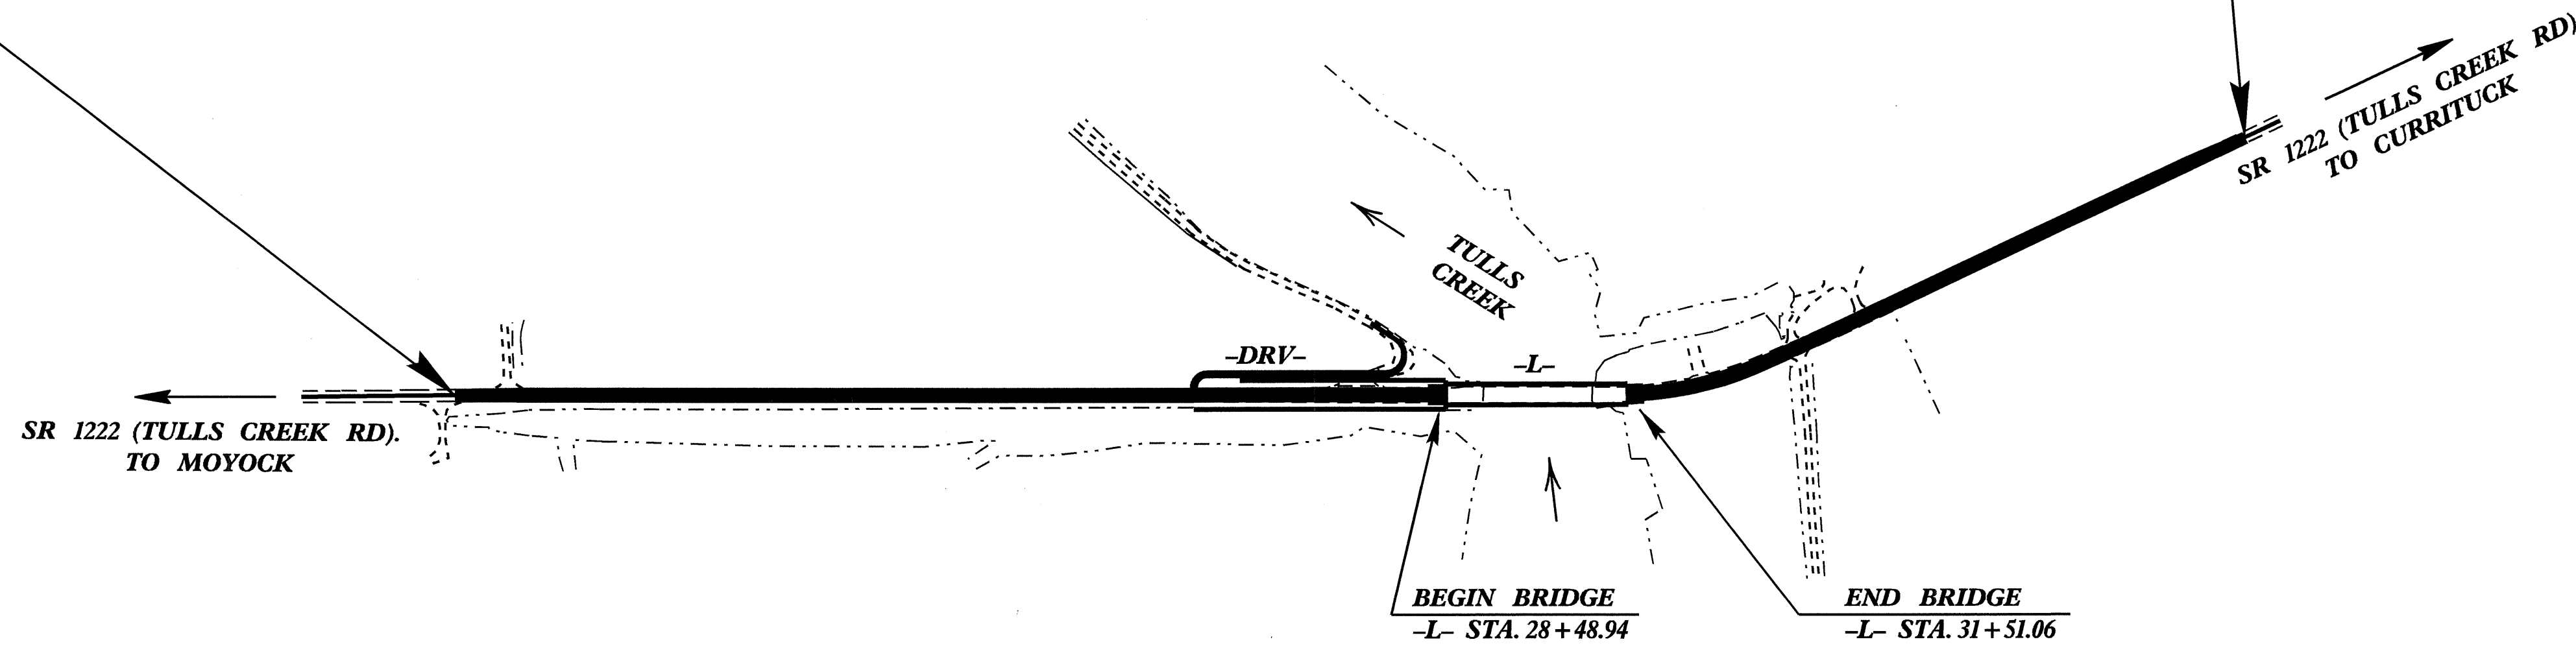 SR 1222 (TULLS CREEK RD)
TO CURRITUCK
TULLS
CREEK
–DRV–
–L–
SR 1222 (TULLS CREEK RD).
TO MOYOCK
BEGIN BRIDGE
–L– STA. 28+48.94
END BRIDGE
–L– STA. 31+51.06